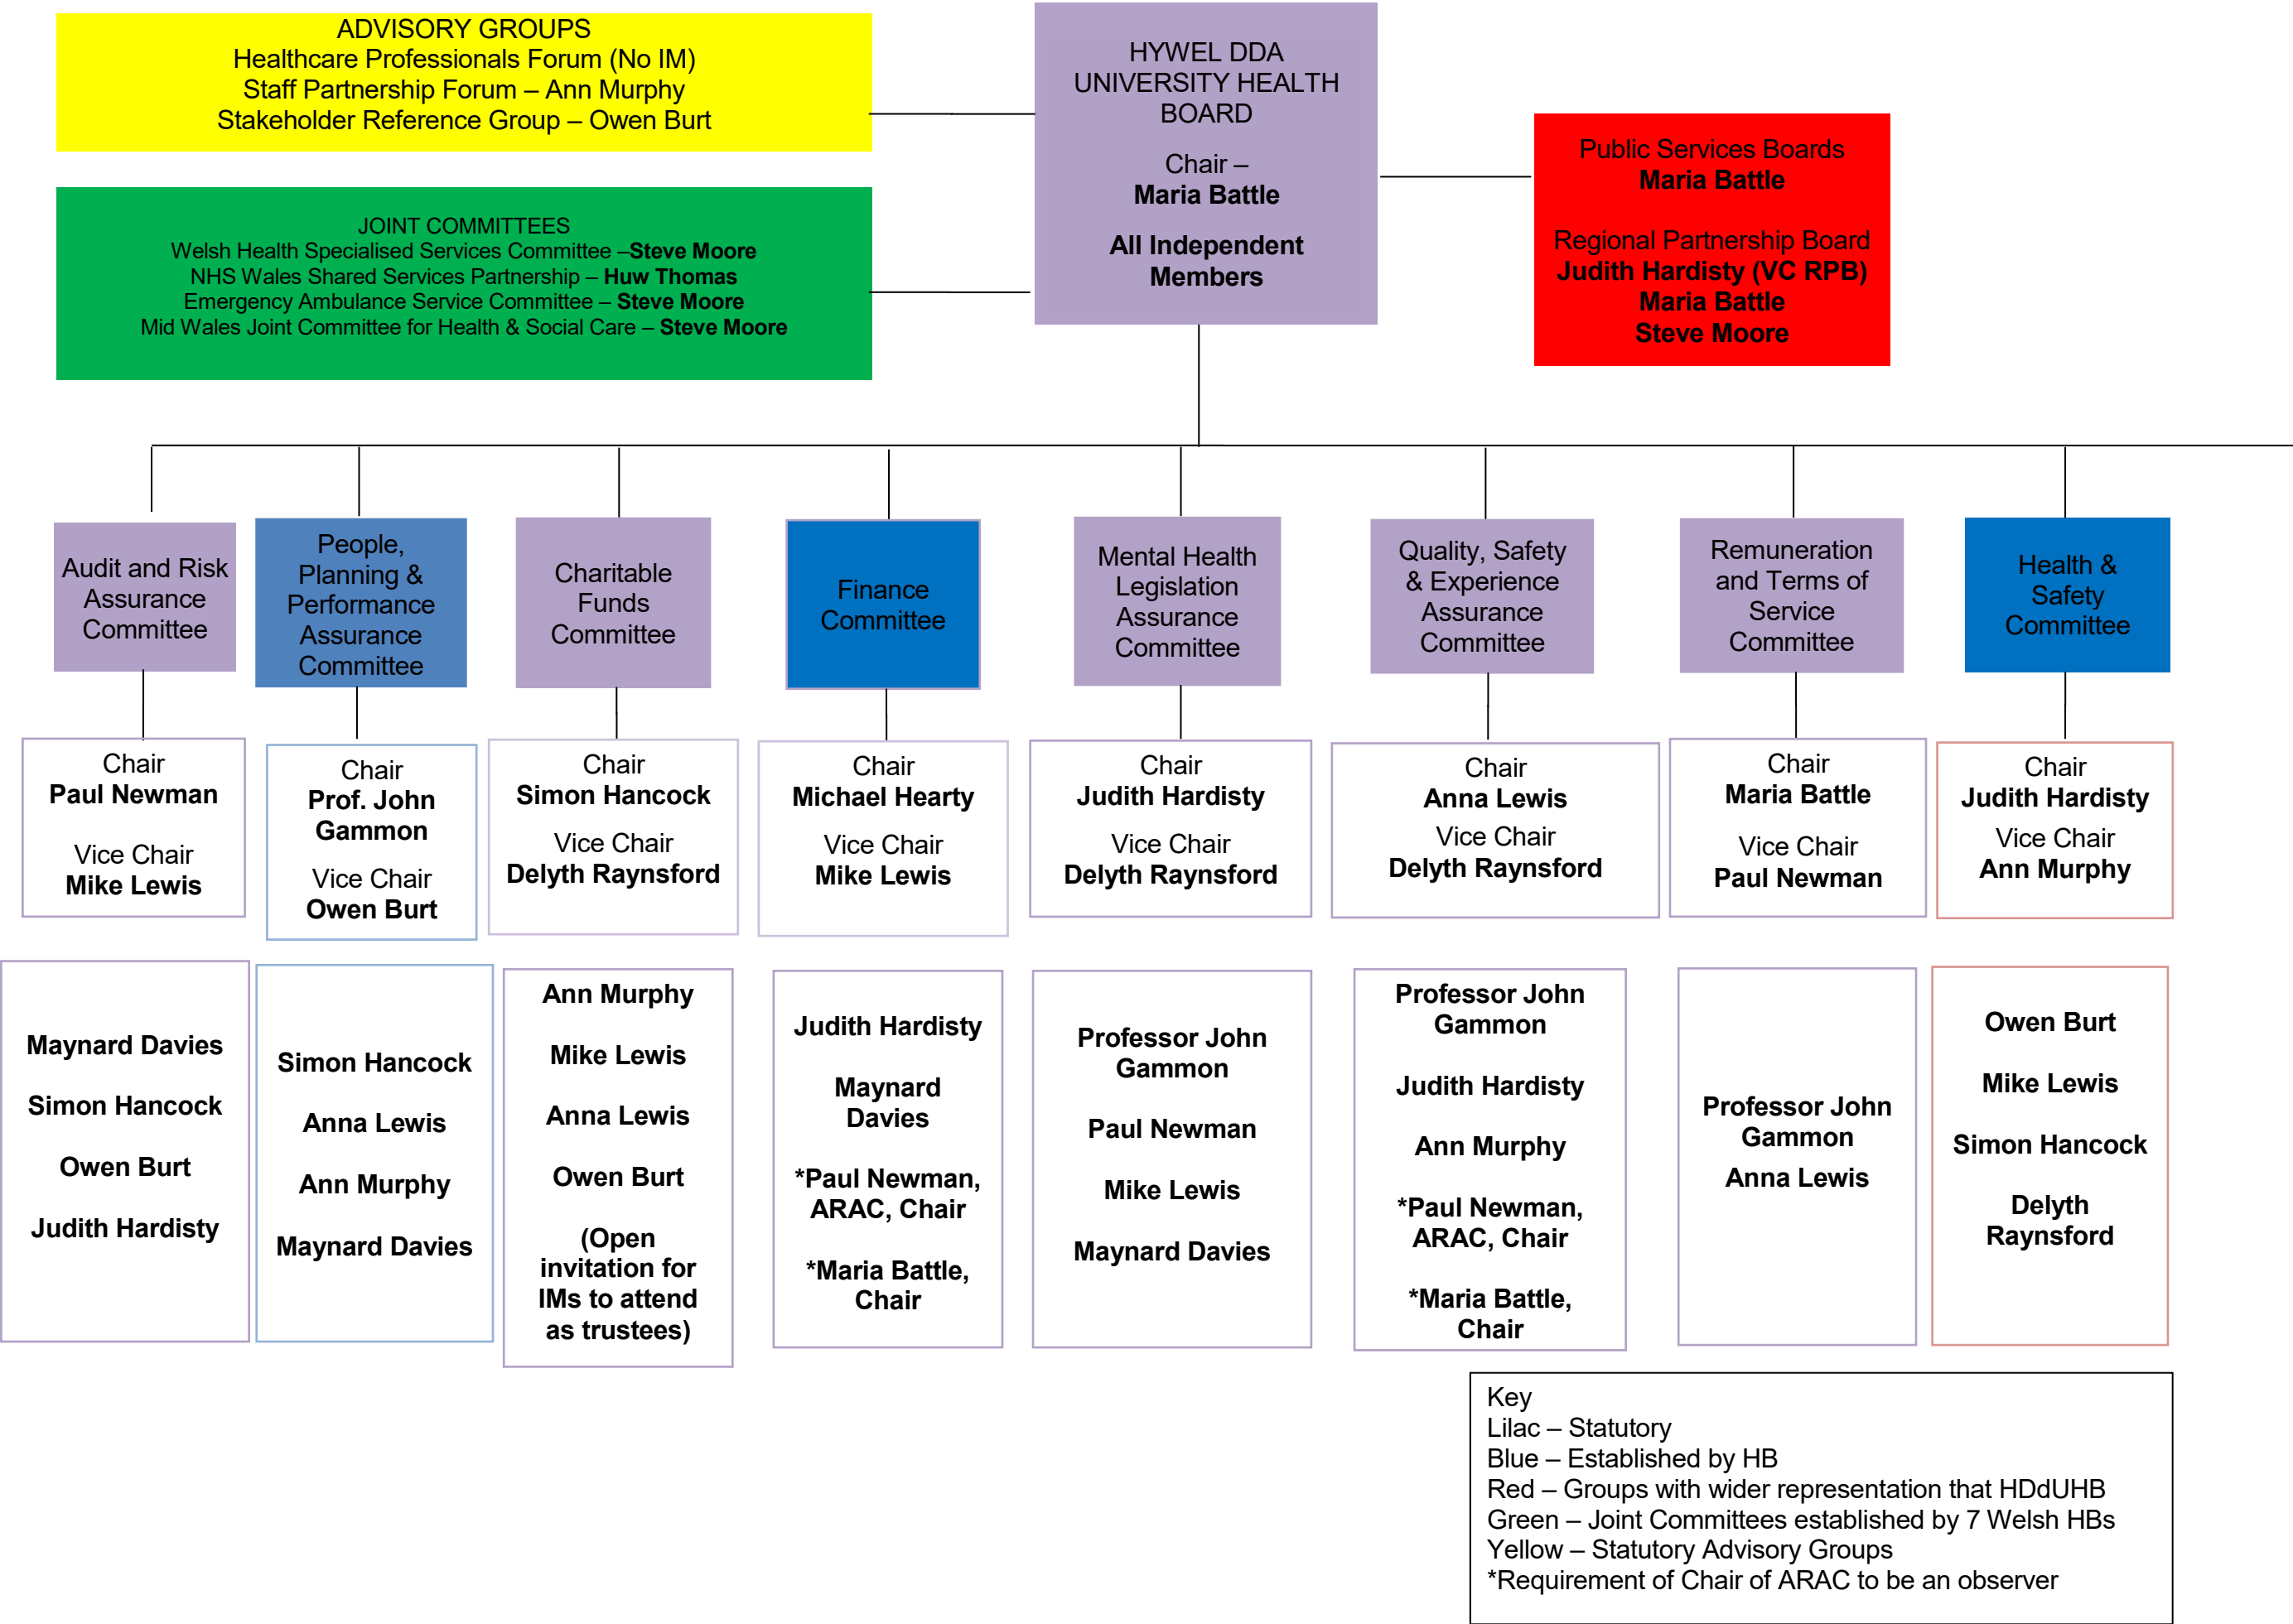 ADVISORY GROUPS
Healthcare Professionals Forum (No IM)
Staff Partnership Forum – Ann Murphy
Stakeholder Reference Group – Owen Burt
JOINT COMMITTEES
Welsh Health Specialised Services Committee –Steve Moore
NHS Wales Shared Services Partnership – Huw Thomas
Emergency Ambulance Service Committee – Steve Moore
Mid Wales Joint Committee for Health & Social Care – Steve Moore
HYWEL DDA
UNIVERSITY HEALTH
BOARD
Chair –
Maria Battle
All Independent
Members
Public Services Boards
Maria Battle
Regional Partnership Board
Judith Hardisty (VC RPB)
Maria Battle
Steve Moore
Audit and Risk
Assurance
Committee
People,
Planning &
Performance
Assurance
Committee
Charitable
Funds
Committee
Finance
Committee
Mental Health
Legislation
Assurance
Committee
Quality, Safety
& Experience
Assurance
Committee
Remuneration
and Terms of
Service
Committee
Health &
Safety
Committee
Chair
Paul Newman
Vice Chair
Mike Lewis
Chair
Prof. John
Gammon
Vice Chair
Owen Burt
Chair
Simon Hancock
Vice Chair
Delyth Raynsford
Chair
Michael Hearty
Vice Chair
Mike Lewis
Chair
Judith Hardisty
Vice Chair
Delyth Raynsford
Chair
Anna Lewis
Vice Chair
Delyth Raynsford
Chair
Maria Battle
Vice Chair
Paul Newman
Chair
Judith Hardisty
Vice Chair
Ann Murphy
Maynard Davies
Simon Hancock
Owen Burt
Judith Hardisty
Simon Hancock
Anna Lewis
Ann Murphy
Maynard Davies
Ann Murphy
Mike Lewis
Anna Lewis
Owen Burt
(Open
invitation for
IMs to attend
as trustees)
Judith Hardisty
Maynard
Davies
*Paul Newman,
ARAC, Chair
*Maria Battle,
Chair
Professor John
Gammon
Paul Newman
Mike Lewis
Maynard Davies
Professor John
Gammon
Judith Hardisty
Ann Murphy
*Paul Newman,
ARAC, Chair
*Maria Battle,
Chair
Professor John
Gammon
Anna Lewis
Owen Burt
Mike Lewis
Simon Hancock
Delyth
Raynsford
Key
Lilac – Statutory
Blue – Established by HB
Red – Groups with wider representation that HDdUHB
Green – Joint Committees established by 7 Welsh HBs
Yellow – Statutory Advisory Groups
*Requirement of Chair of ARAC to be an observer